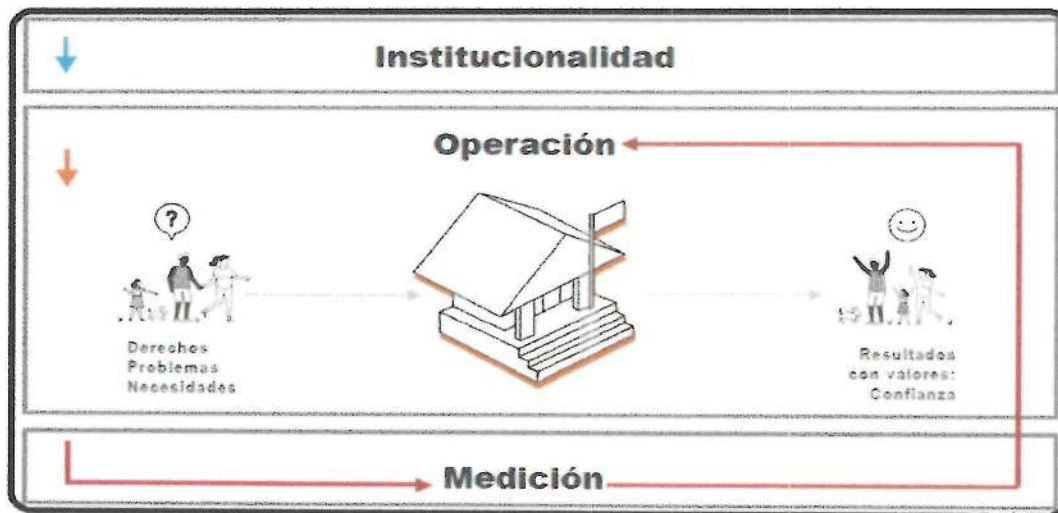 Institucionalidad
Operación
?
Derechos
Problemas
Necesidades
Resultados
con valores:
Confianza
Medición